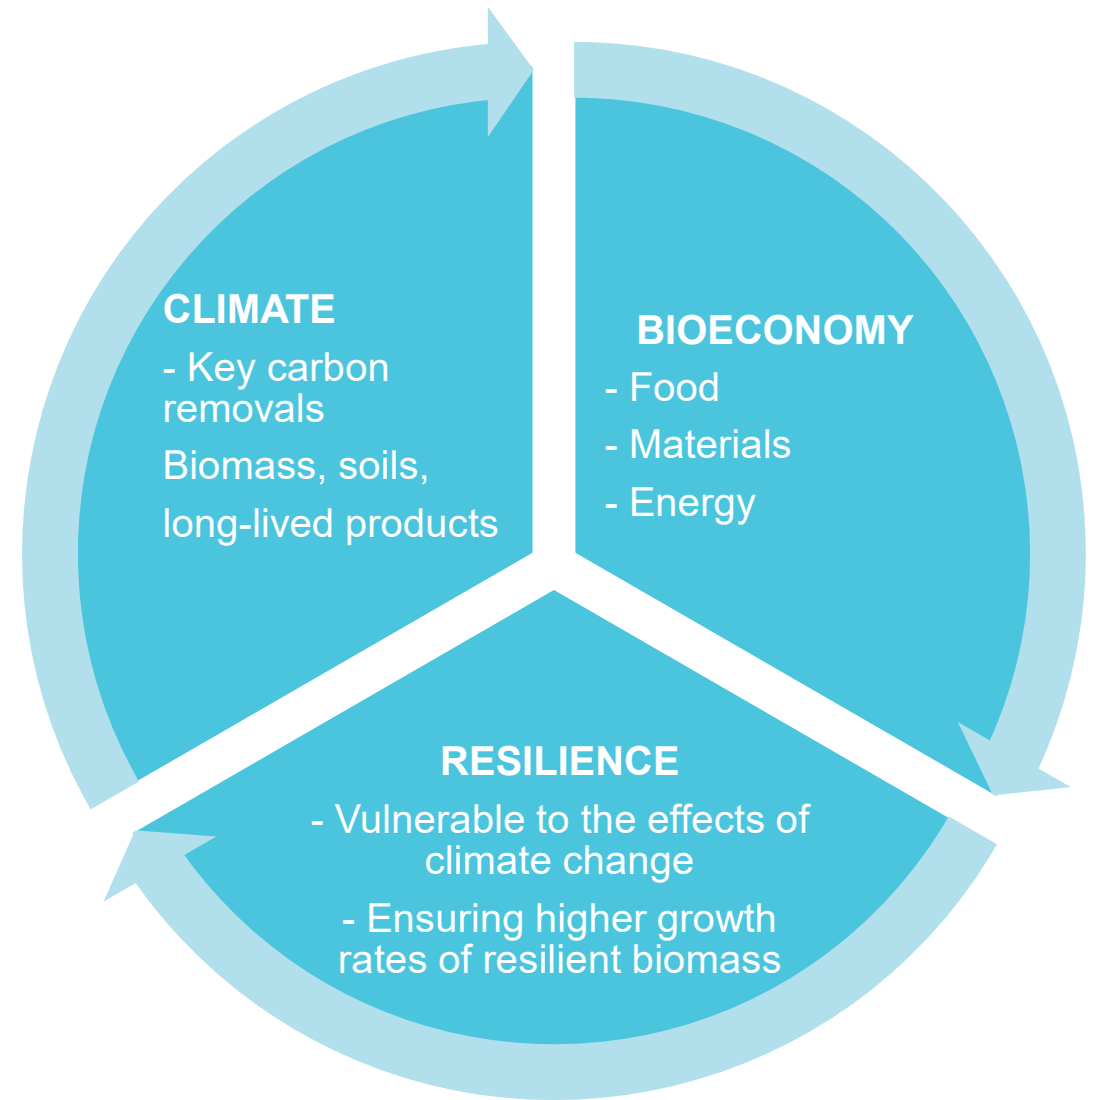 CLIMATE
- Key carbon
removals
Biomass, soils,
long-lived products
BIOECONOMY
- Food
- Materials
- Energy
RESILIENCE
- Vulnerable to the effects of
climate change
- Ensuring higher growth
rates of resilient biomass